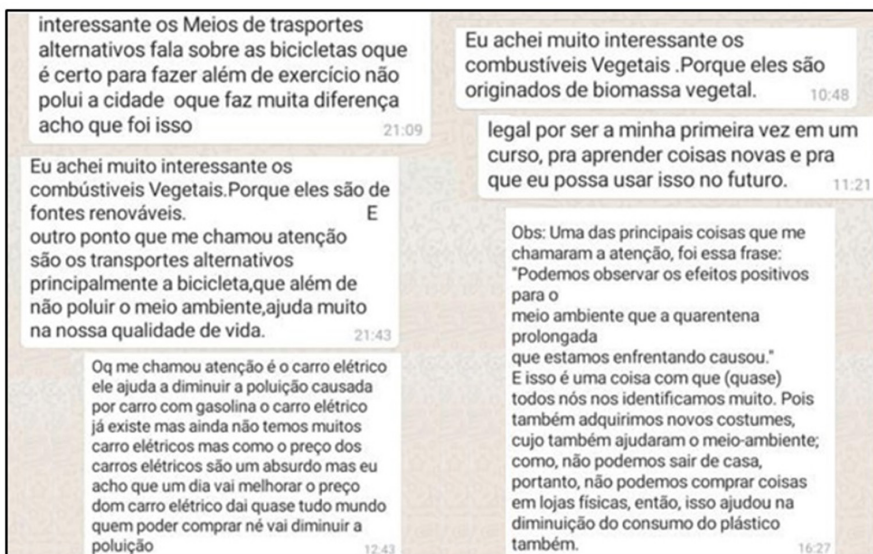 interessante os Meios de trasportes
alternativos fala sobre as bicicletas oque
é certo para fazer além de exercício não
polui a cidade oque faz muita diferença
acho que foi isso
21:09
Eu achei muito interessante os
combústiveis Vegetais.Porque eles são de
fontes renováveis. E
outro ponto que me chamou atenção
são os transportes alternativos
principalmente a bicicleta,que além de
não poluir o meio ambiente,ajuda muito
na nossa qualidade de vida.
21:43
Oq me chamou atenção é o carro elétrico
ele ajuda a diminuir a poluição causada
por carro com gasolina o carro elétrico
já existe mas ainda não temos muitos
carro elétricos mas como o preço dos
carros elétricos são um absurdo mas eu
acho que um dia vai melhorar o preço
dom carro elétrico dai quase tudo mundo
quem poder comprar né vai diminuir a
poluição
12:43
Eu achei muito interessante os
combustíveis Vegetais .Porque eles são
originados de biomassa vegetal.
10:48
legal por ser a minha primeira vez em um
curso, pra aprender coisas novas e pra
que eu possa usar isso no futuro.
11:21
Obs: Uma das principais coisas que me
chamaram a atenção, foi essa frase:
"Podemos observar os efeitos positivos
para o
meio ambiente que a quarentena
prolongada
que estamos enfrentando causou."
E isso é uma coisa com que (quase)
todos nós nos identificamos muito. Pois
também adquirimos novos costumes,
cujo também ajudaram o meio-ambiente;
como, não podemos sair de casa,
portanto, não podemos comprar coisas
em lojas físicas, então, isso ajudou na
diminuição do consumo do plástico
também.
16:27